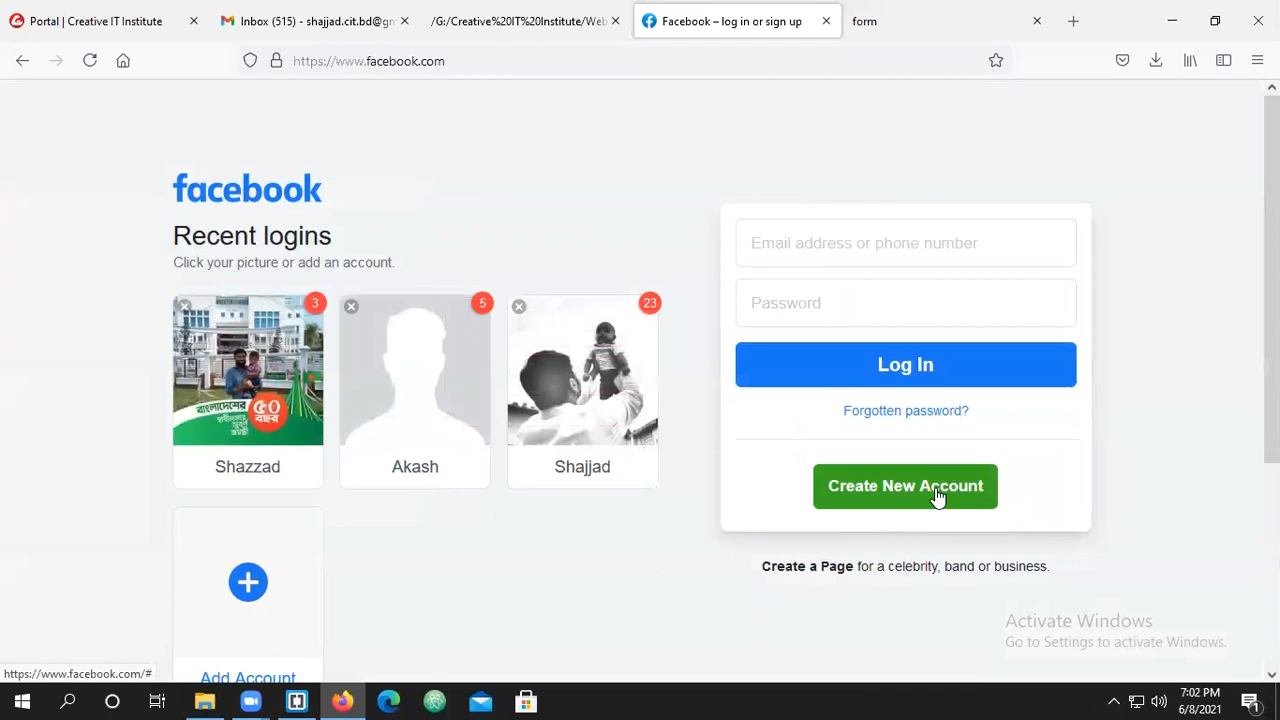 Portal | Creative IT Institute
Inbox (515) - shajjad.cit.bd@gm
/G:/Creative%20IT%20Institute/Web
Facebook – log in or sign up
form
https://www.facebook.com
facebook
Recent logins
Click your picture or add an account.
3
5
23
বাংলাদেশের
৫০
বছর
Shazzad
Akash
Shajjad
Add Account
Email address or phone number
Password
Log In
Forgotten password?
Create New Account
Create a Page for a celebrity, band or business.
Activate Windows
Go to Settings to activate Windows.
https://www.facebook.com/#
7:02 PM
6/8/2021
1